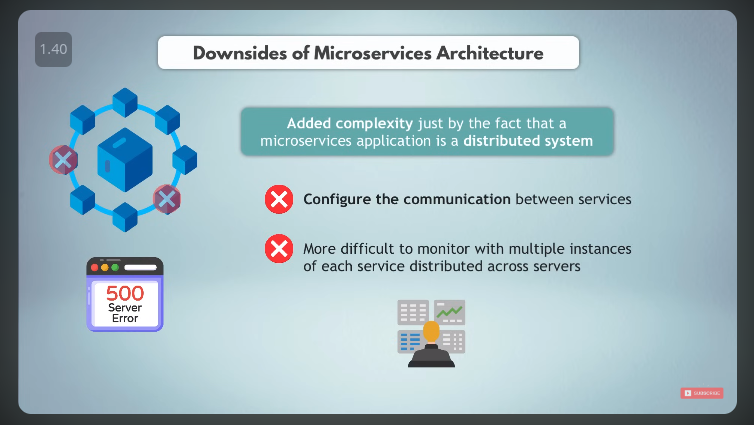 1.40
Downsides of Microservices Architecture
Added complexity just by the fact that a
microservices application is a distributed system
Configure the communication between services
More difficult to monitor with multiple instances
of each service distributed across servers
500
Server
Error
SUBSCRIBE